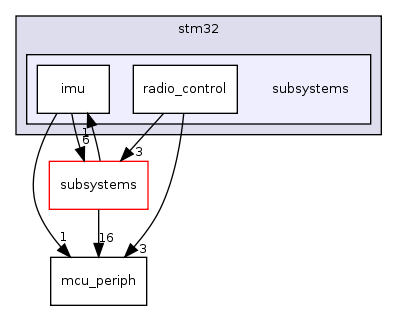 stm32
imu
radio_control
subsystems
1
6
3
subsystems
1
16
3
mcu_periph